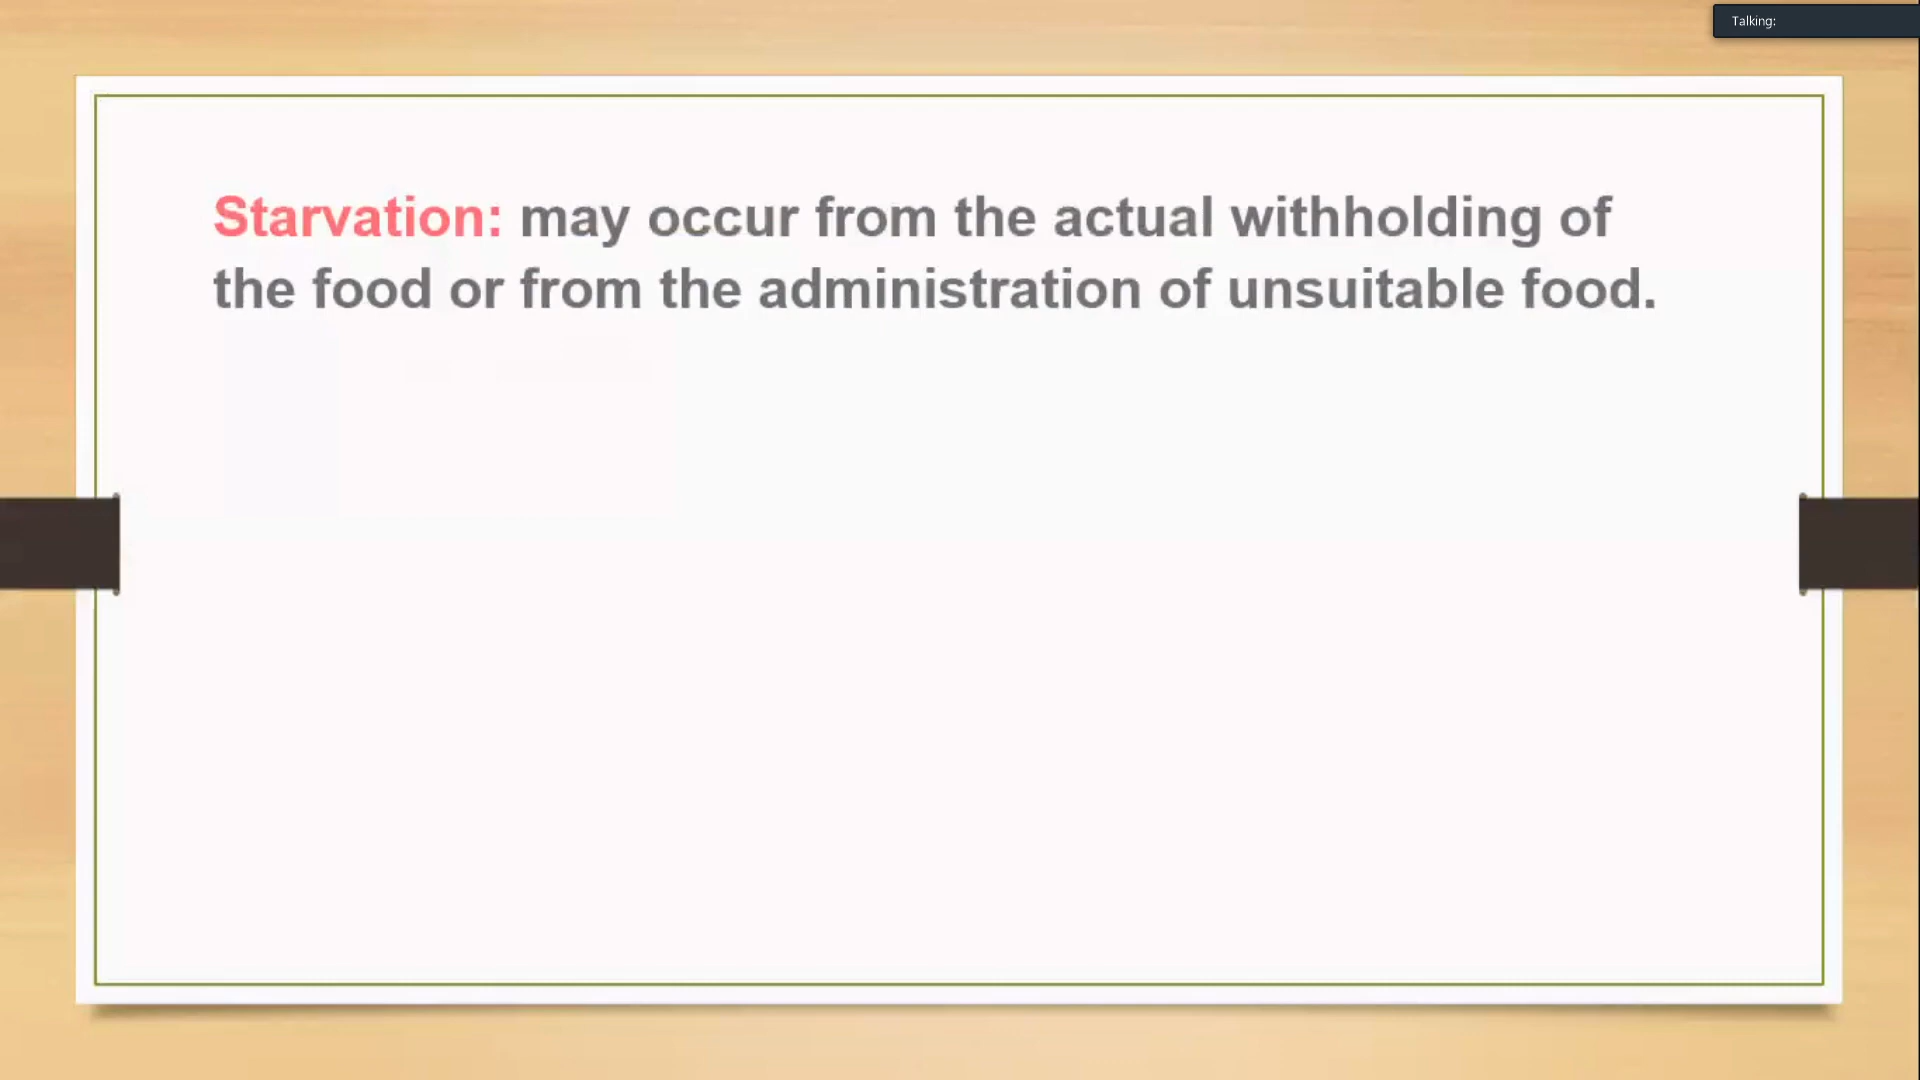 Talking:
Starvation: may occur from the actual withholding of
the food or from the administration of unsuitable food.